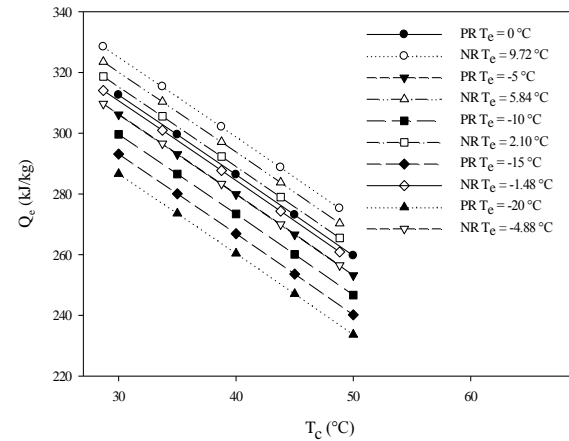 340
320
300
280
260
240
220
Qe (kJ/kg)
30 40 50 60
Tc (°C)
PR Te = 0 °C
NR Te = 9.72 °C
PR Te = -5 °C
NR Te = 5.84 °C
PR Te = -10 °C
NR Te = 2.10 °C
PR Te = -15 °C
NR Te = -1.48 °C
PR Te = -20 °C
NR Te = -4.88 °C